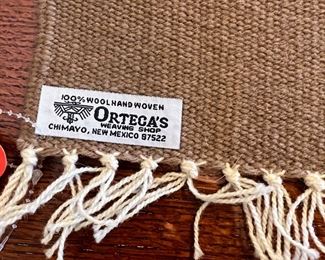 100% WOOL HAND WOVEN
ORTEGA'S
WEAVING SHOP
CHIMAYO, NEW MEXICO 87522